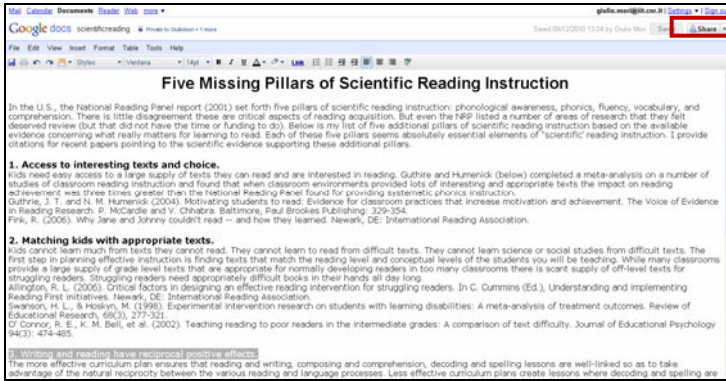 Mail Calendar Documents Reader Web more ▾
giulio.mori@iit.cnr.it | Settings ▾ | Sign
Google docs scientificreading Private to Giuliomori + 1 more
Saved 09/12/2010 13:04 by Giulio Mori Share
File Edit View Insert Format Table Tools Help
Styles Verdana 14pt B I U A Link
Five Missing Pillars of Scientific Reading Instruction
In the U.S., the National Reading Panel report (2001) set forth five pillars of scientific reading instruction: phonological awareness, phonics, fluency, vocabulary, and
comprehension. There is little disagreement these are critical aspects of reading acquisition. But even the NRP listed a number of areas of research that they felt
deserved review (but that did not have the time or funding to do). Below is my list of five additional pillars of scientific reading instruction based on the available
evidence concerning what really matters for learning to read. Each of these five pillars seems absolutely essential elements of "scientific' reading instruction. I provide
citations for recent papers pointing to the scientific evidence supporting these additional pillars.
1. Access to interesting texts and choice.
Kids need easy access to a large supply of texts they can read and are interested in reading. Guthire and Humenick (below) completed a meta-analysis on a number of
studies of classroom reading instruction and found that when classroom environments provided lots of interesting and appropriate texts the impact on reading
achievement was three times greater than the National Reading Panel found for providing systematic phonics instruction.
Guthrie, J. T. and N. M. Humenick (2004). Motivating students to read: Evidence for classroom practices that increase motivation and achievement. The Voice of Evidence
in Reading Research. P. McCardle and V. Chhabra. Baltimore, Paul Brookes Publishing: 329-354.
Fink, R. (2006). Why Jane and Johnny couldn't read -- and how they learned. Newark, DE: International Reading Association.
2. Matching kids with appropriate texts.
Kids cannot learn much from texts they cannot read. They cannot learn to read from difficult texts. They cannot learn science or social studies from difficult texts. The
first step in planning effective instruction is finding texts that match the reading level and conceptual levels of the students you will be teaching. While many classrooms
provide a large supply of grade level texts that are appropriate for normally developing readers in too many classrooms there is scant supply of off-level texts for
struggling readers. Struggling readers need appropriately difficult books in their hands all day long.
Allington, R. L. (2006). Critical factors in designing an effective reading intervention for struggling readers. In C. Cummins (Ed.), Understanding and implementing
Reading First initiatives. Newark, DE: International Reading Association.
Swanson, H. L., & Hoskyn, M. (1998). Experimental intervention research on students with learning disabilities: A meta-analysis of treatment outcomes. Review of
Educational Research, 68(3), 277-321.
O' Connor, R. E., K. M. Bell, et al. (2002). Teaching reading to poor readers in the intermediate grades: A comparison of text difficulty. Journal of Educational Psychology
94(3): 474-485.
3. Writing and reading have reciprocal positive effects.
The more effective curriculum plan ensures that reading and writing, composing and comprehension, decoding and spelling lessons are well-linked so as to take
advantage of the natural reciprocity between the various reading and language processes. Less effective curriculum plans create lessons where decoding and spelling are